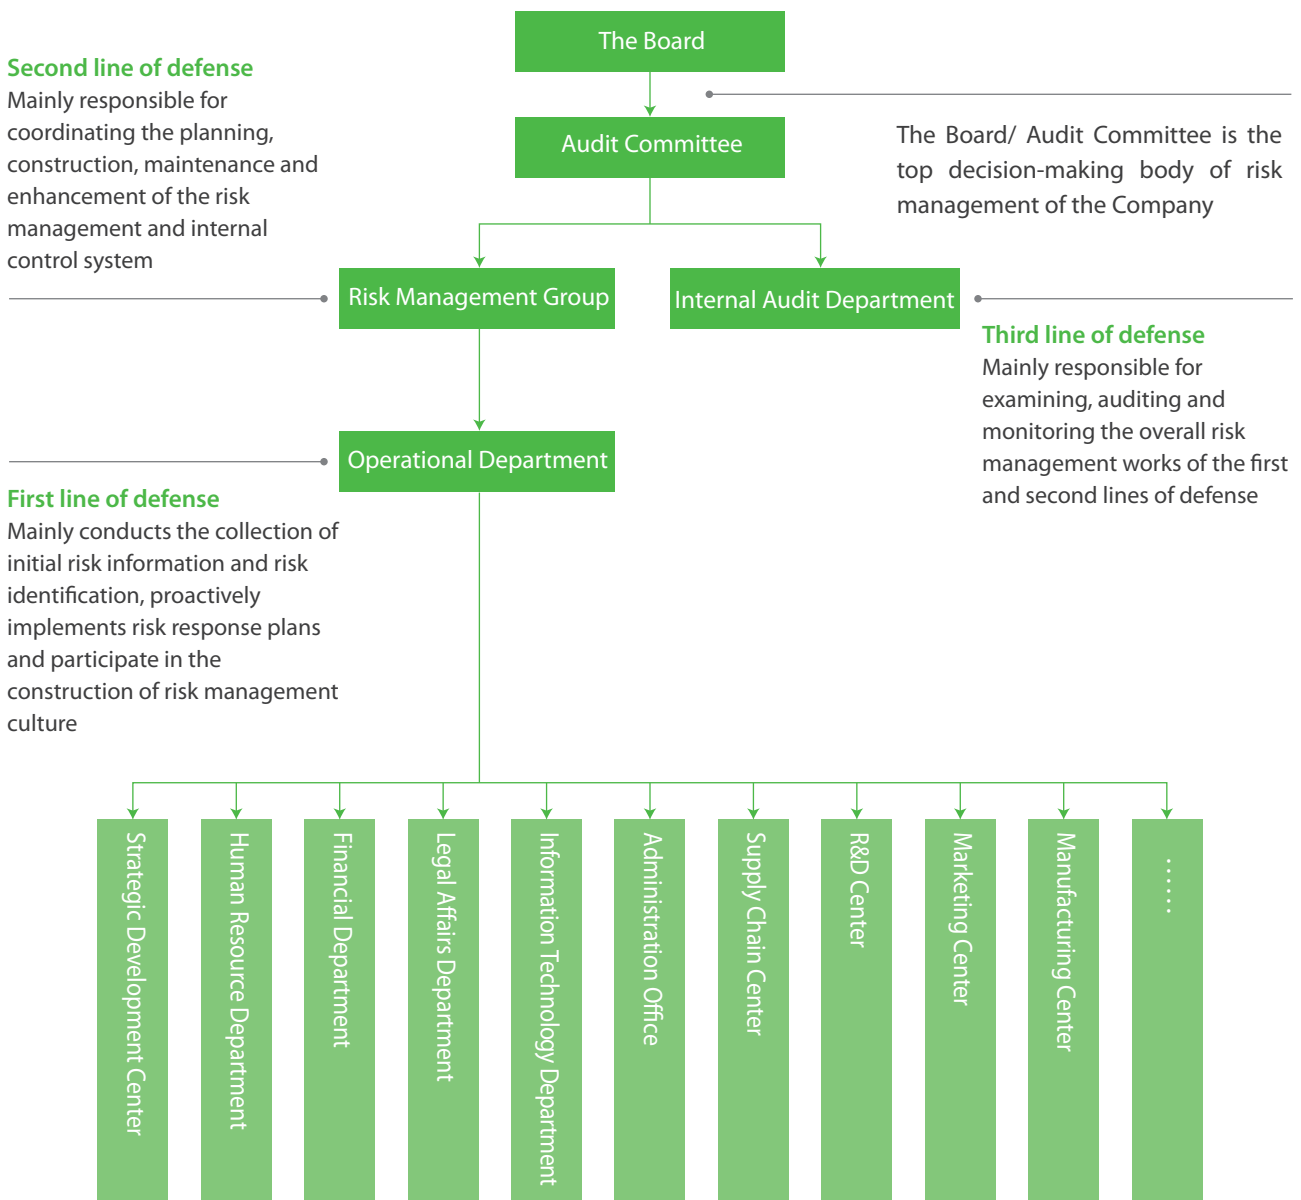 The Board
Second line of defense
Mainly responsible for
coordinating the planning,
construction, maintenance and
enhancement of the risk
management and internal
control system
Audit Committee
The Board/ Audit Committee is the
top decision-making body of risk
management of the Company
Risk Management Group
Internal Audit Department
Third line of defense
Mainly responsible for
examining, auditing and
monitoring the overall risk
management works of the first
and second lines of defense
Operational Department
First line of defense
Mainly conducts the collection of
initial risk information and risk
identification, proactively
implements risk response plans
and participate in the
construction of risk management
culture
Strategic Development Center
Human Resource Department
Financial Department
Legal Affairs Department
Information Technology Department
Administration Office
Supply Chain Center
R&D Center
Marketing Center
Manufacturing Center
......